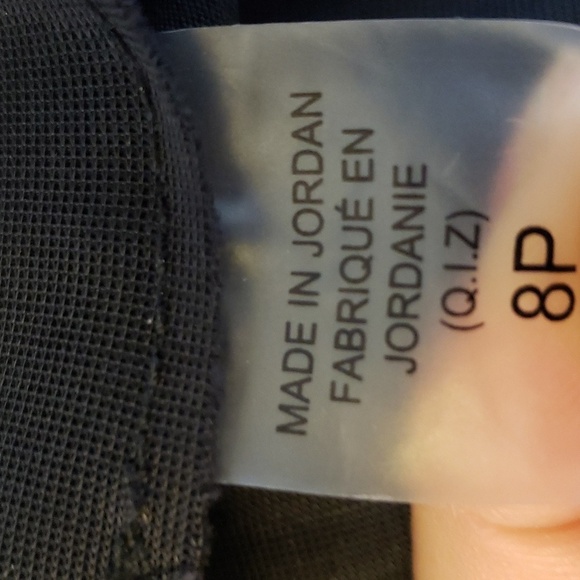 MADE IN JORDAN
FABRIQUÉ EN
JORDANIE
(Q.I.Z)
8P